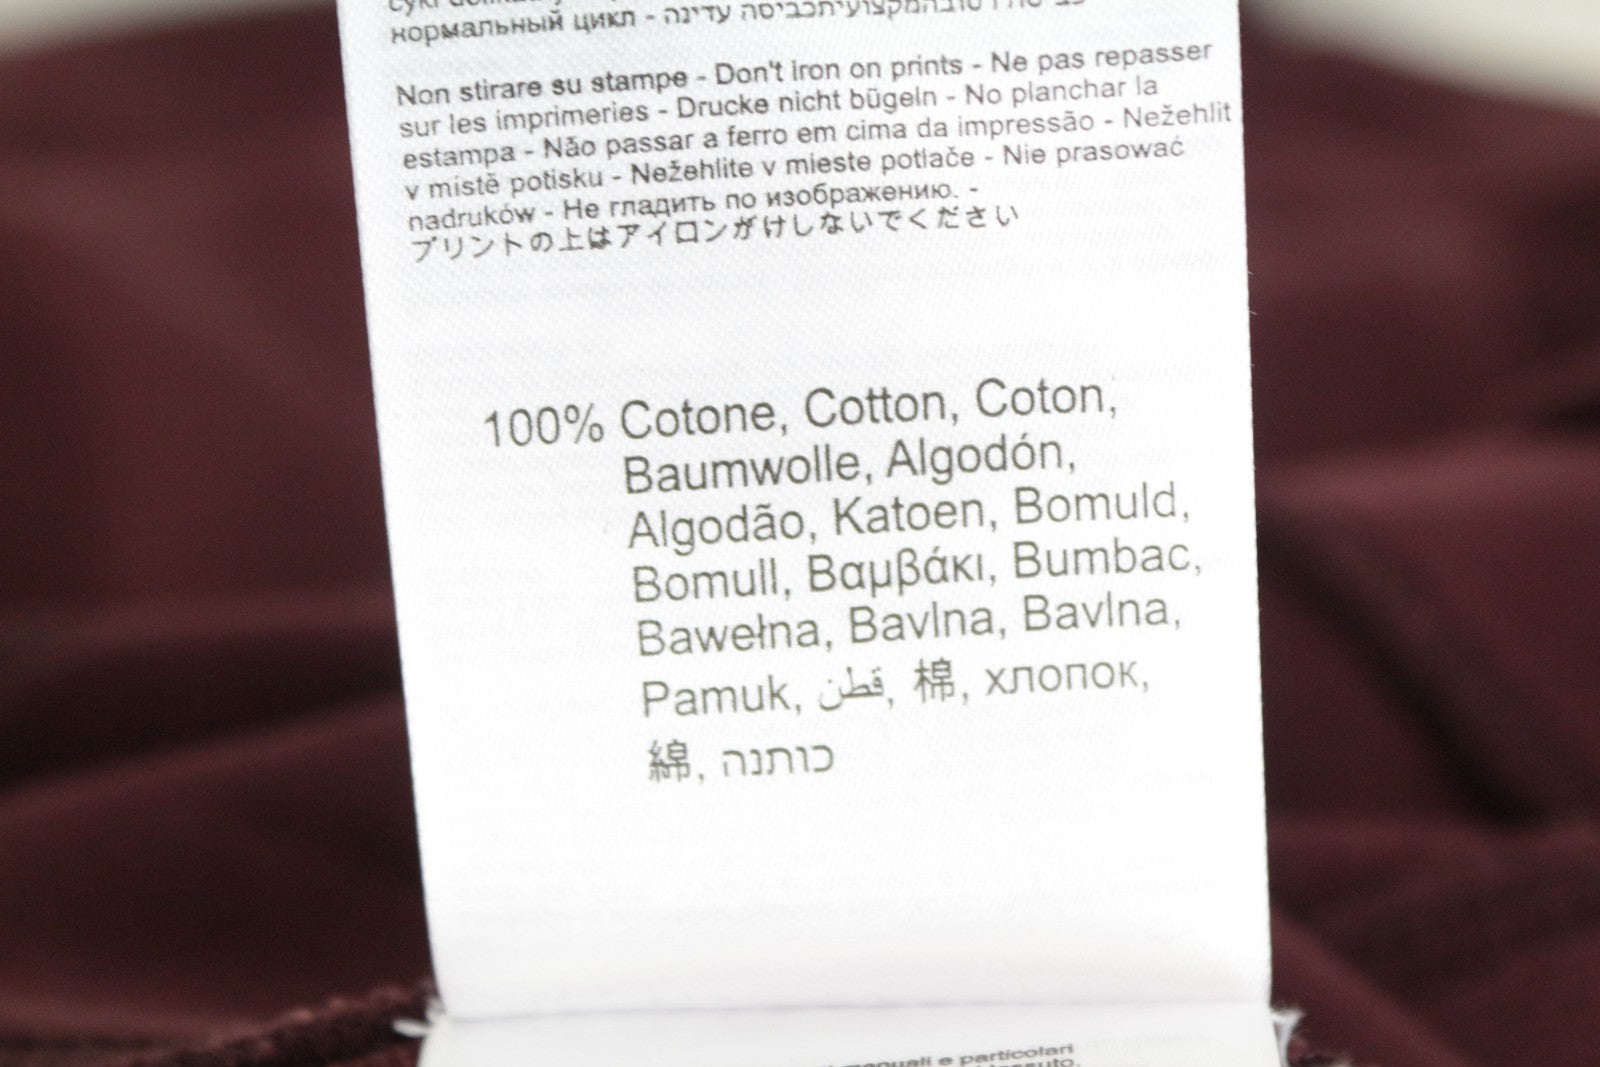 нормальный цикл - עדינה
Non stirare su stampe - Don't iron on prints - Ne pas repasser
sur les imprimeries - Drucke nicht bügeln - No planchar la
estampa - Não passar a ferro em cima da impressão - Nežehlit
v místě potisku - Nežehlite v mieste potlače - Nie prasować
nadruków - Не гладить по изображению. -
プリントの上はアイロンがけしないでください
100% Cotone, Cotton, Coton,
Baumwolle, Algodón,
Algodão, Katoen, Bomuld,
Bomull, Βαμβάκι, Bumbac,
Bawełna, Bavlna, Bavlna,
Pamuk, قطن, 棉, хлопок,
綿, כותנה
e particolari